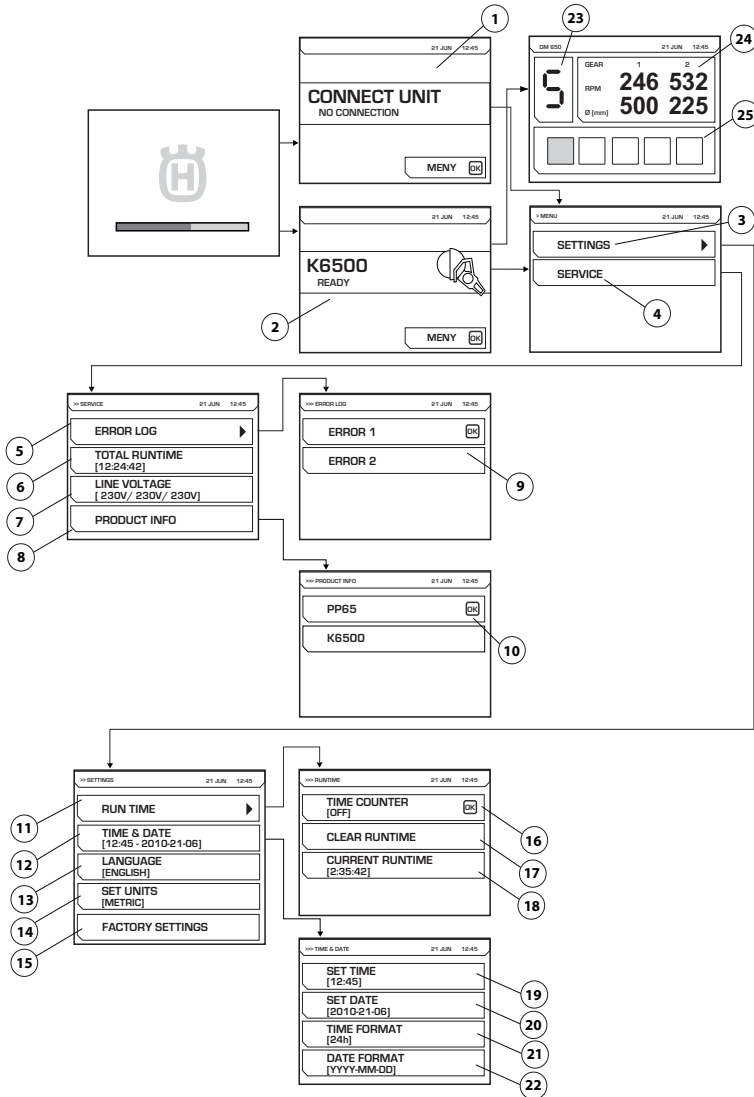 1
21 JUN 12:45
CONNECT UNIT
NO CONNECTION
MENY OK
23
24
25
DM 650 21 JUN 12:45
GEAR 1 2
RPM 246 532
Ø [mm] 500 225
5
H
21 JUN 12:45
K6500
READY
MENY OK
2
> MENU 21 JUN 12:45
SETTINGS
SERVICE
3
4
>> SERVICE 21 JUN 12:45
ERROR LOG
TOTAL RUNTIME
[12:24:42]
LINE VOLTAGE
[ 230V/ 230V/ 230V]
PRODUCT INFO
5
6
7
8
>>> ERROR LOG 21 JUN 12:45
ERROR 1 OK
ERROR 2
9
>>> PRODUCT INFO 21 JUN 12:45
PP65 OK
K6500
10
>> SETTINGS 21 JUN 12:45
RUN TIME
TIME & DATE
[12:45 - 2010-21-06]
LANGUAGE
[ENGLISH]
SET UNITS
[METRIC]
FACTORY SETTINGS
11
12
13
14
15
>>> RUNTIME 21 JUN 12:45
TIME COUNTER
[OFF] OK
CLEAR RUNTIME
CURRENT RUNTIME
[2:35:42]
16
17
18
>>> TIME & DATE 21 JUN 12:45
SET TIME
[12:45]
SET DATE
[2010-21-06]
TIME FORMAT
[24h]
DATE FORMAT
[YYYY-MM-DD]
19
20
21
22